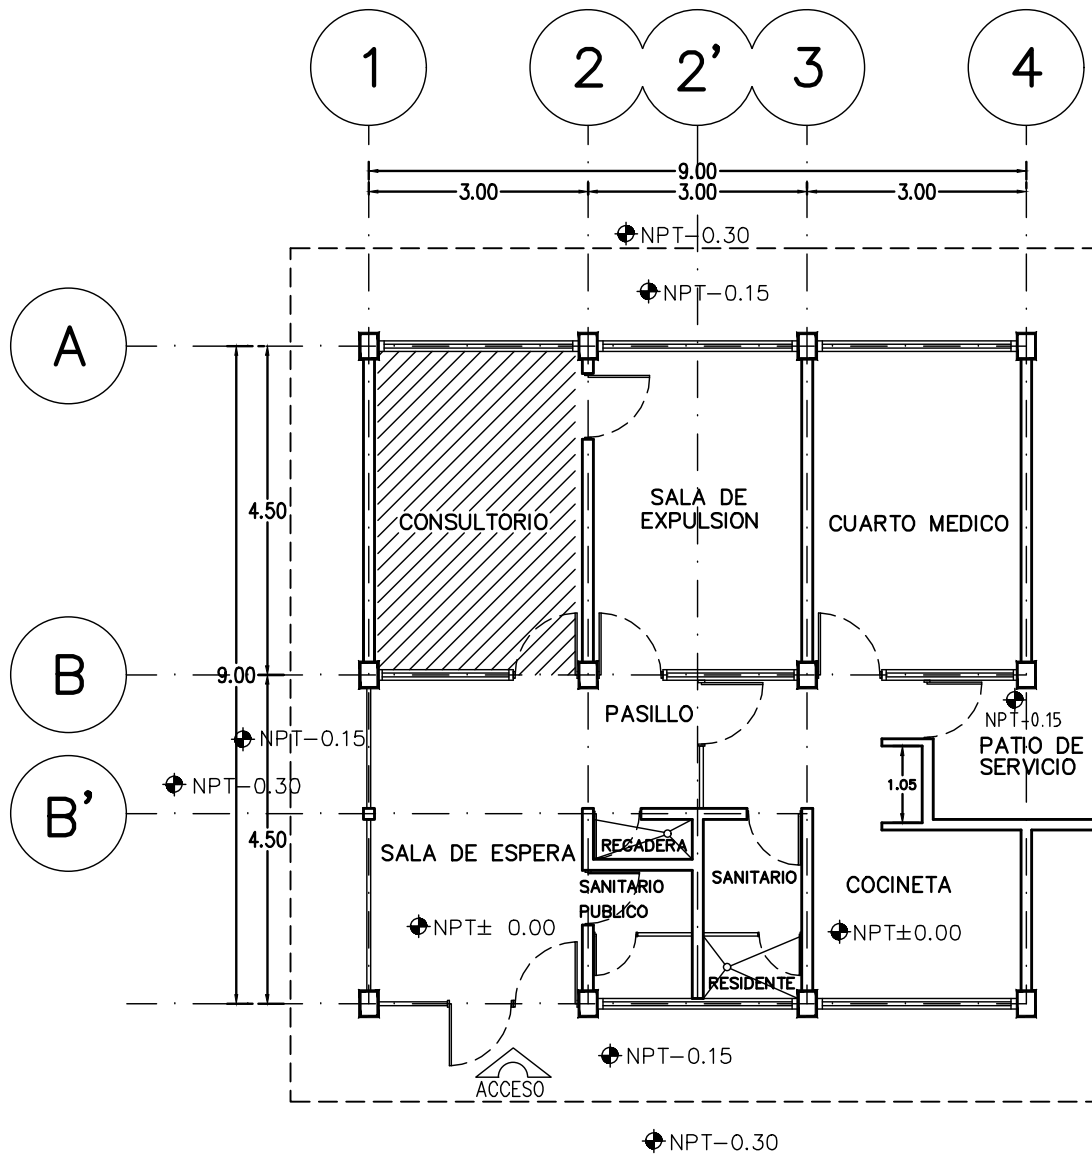 1
2
2'
3
4
9.00
3.00
3.00
3.00
NPT-0.30
NPT-0.15
A
4.50
SALA DE
EXPULSION
CONSULTORIO
CUARTO MEDICO
B
9.00
PASILLO
NPT-0.15
NPT-0.15
PATIO DE
SERVICIO
NPT-0.30
1.05
B'
4.50
SALA DE ESPERA
REGADERA
SANITARIO
PUBLICO
SANITARIO
COCINETA
NPT± 0.00
NPT±0.00
RESIDENTE
NPT-0.15
ACCESO
NPT-0.30